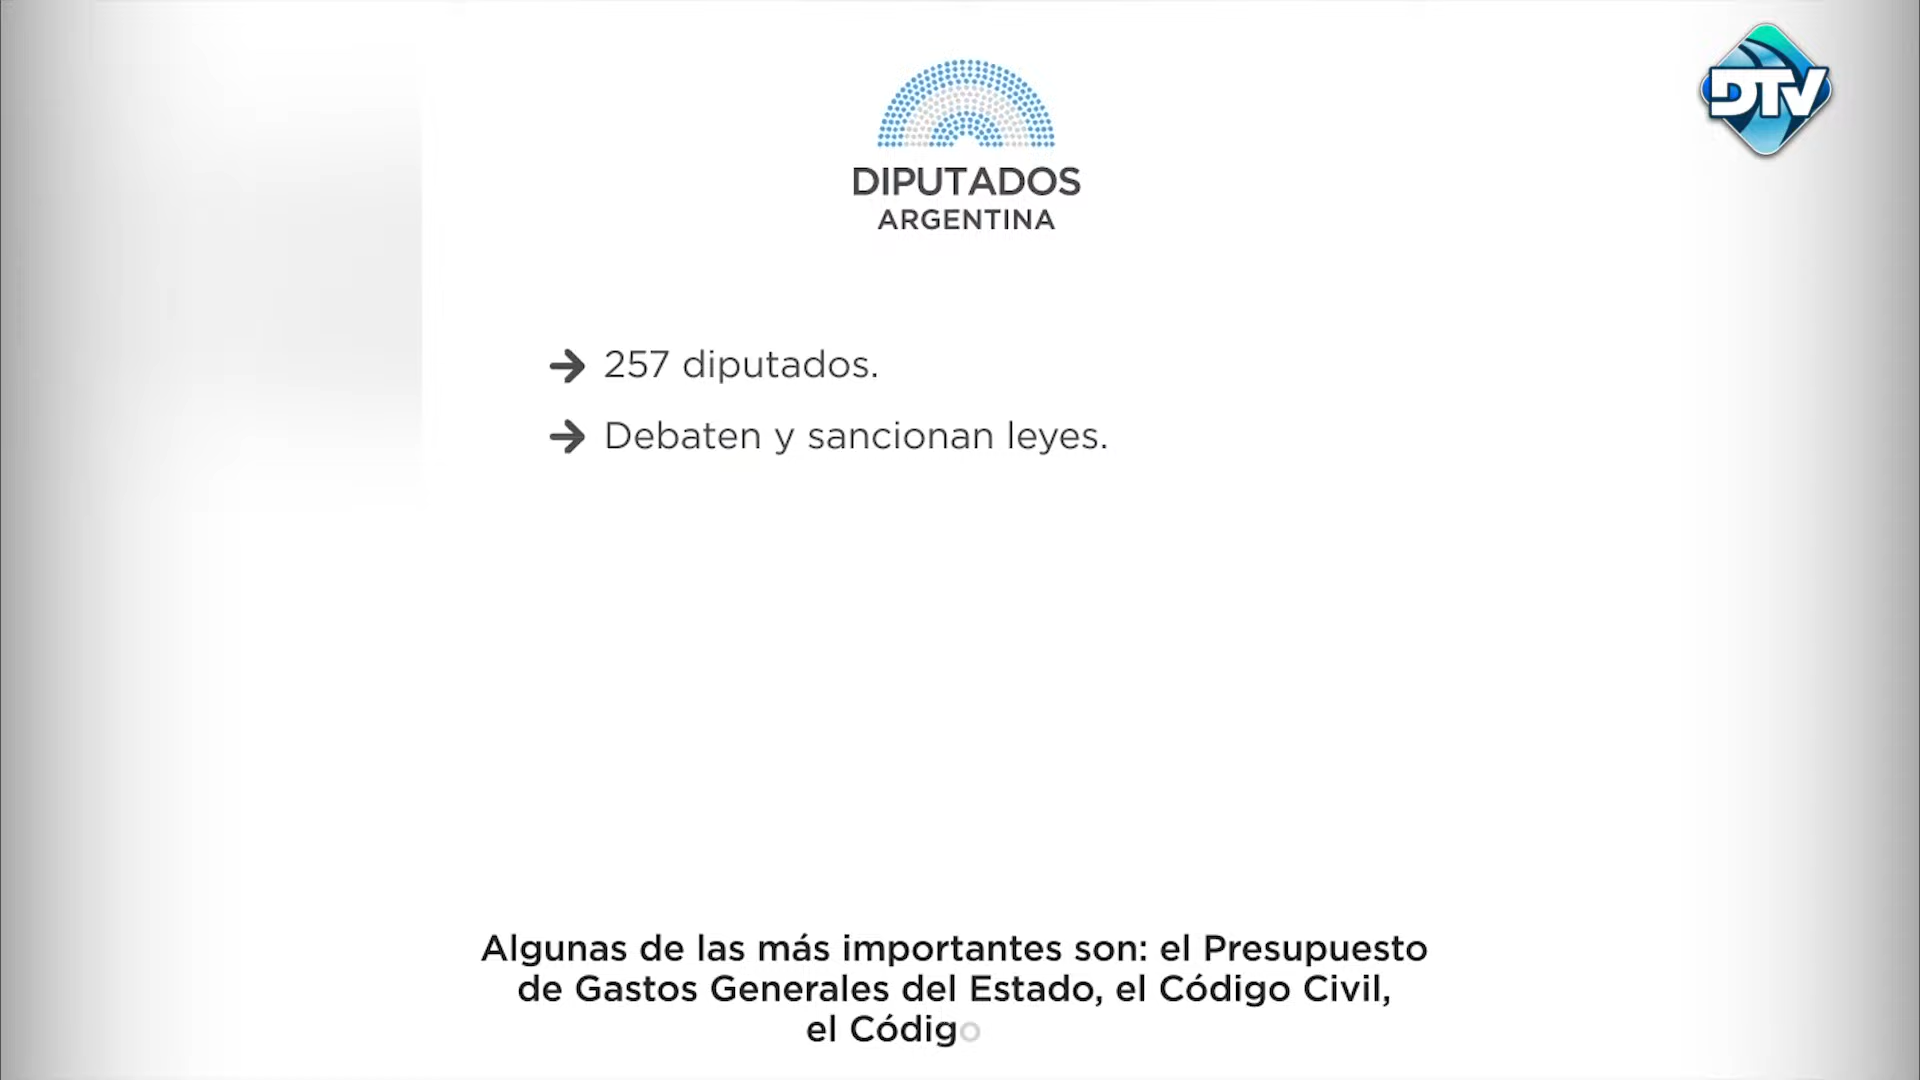 DTV
DIPUTADOS
ARGENTINA
257 diputados.
Debaten y sancionan leyes.
Algunas de las más importantes son: el Presupuesto
de Gastos Generales del Estado, el Código Civil,
el Código